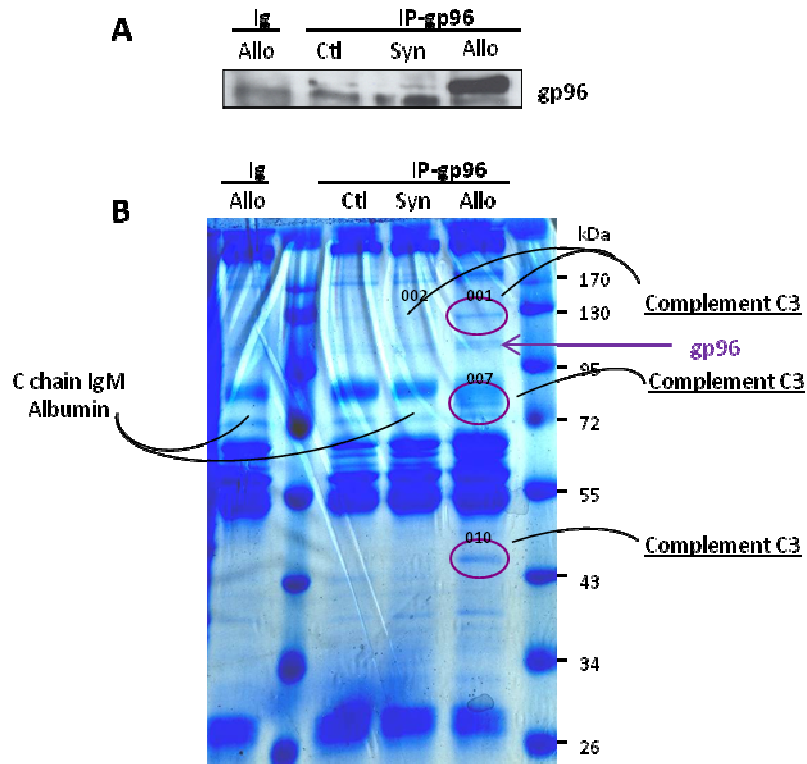 A
Ig
IP-gp96
Allo
Ctl
Syn
Allo
gp96
B
Ig
IP-gp96
Allo
Ctl
Syn
Allo
kDa
170
002
001
Complement C3
130
gp96
95
007
Complement C3
C chain IgM
Albumin
72
55
010
Complement C3
43
34
26